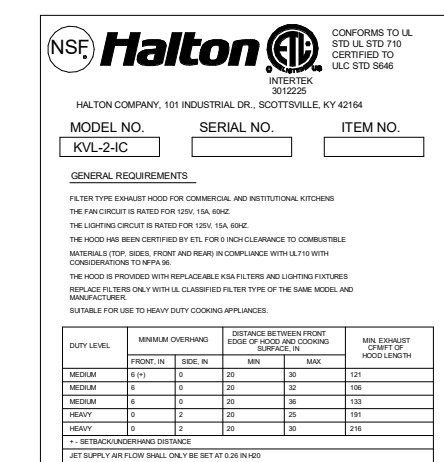 NSF
Halton
ETL
C LISTED US
INTERTEK
3012225
CONFORMS TO UL
STD UL STD 710
CERTIFIED TO
ULC STD S646
HALTON COMPANY, 101 INDUSTRIAL DR., SCOTTSVILLE, KY 42164
MODEL NO. SERIAL NO. ITEM NO.
KVL-2-IC
GENERAL REQUIREMENTS
FILTER TYPE EXHAUST HOOD FOR COMMERCIAL AND INSTITUTIONAL KITCHENS
THE FAN CIRCUIT IS RATED FOR 125V, 15A, 60HZ.
THE LIGHTING CIRCUIT IS RATED FOR 125V, 15A, 60HZ.
THE HOOD HAS BEEN CERTIFIED BY ETL FOR 0 INCH CLEARANCE TO COMBUSTIBLE
MATERIALS (TOP, SIDES, FRONT AND REAR) IN COMPLIANCE WITH UL710 WITH
CONSIDERATIONS TO NFPA 96.
THE HOOD IS PROVIDED WITH REPLACEABLE KSA FILTERS AND LIGHTING FIXTURES
REPLACE FILTERS ONLY WITH UL CLASSIFIED FILTER TYPE OF THE SAME MODEL AND
MANUFACTURER.
SUITABLE FOR USE TO HEAVY DUTY COOKING APPLIANCES.
DUTY LEVEL MINIMUM OVERHANG DISTANCE BETWEEN FRONT EDGE OF HOOD AND COOKING SURFACE, IN MIN. EXHAUST CFM/FT OF HOOD LENGTH
FRONT, IN SIDE, IN MIN MAX
MEDIUM 6 (+) 0 20 30 121
MEDIUM 6 0 20 32 106
MEDIUM 6 0 20 36 133
HEAVY 0 2 20 25 191
HEAVY 0 2 20 30 216
+ - SETBACK/UNDERHANG DISTANCE
JET SUPPLY AIR FLOW SHALL ONLY BE SET AT 0.26 IN H20